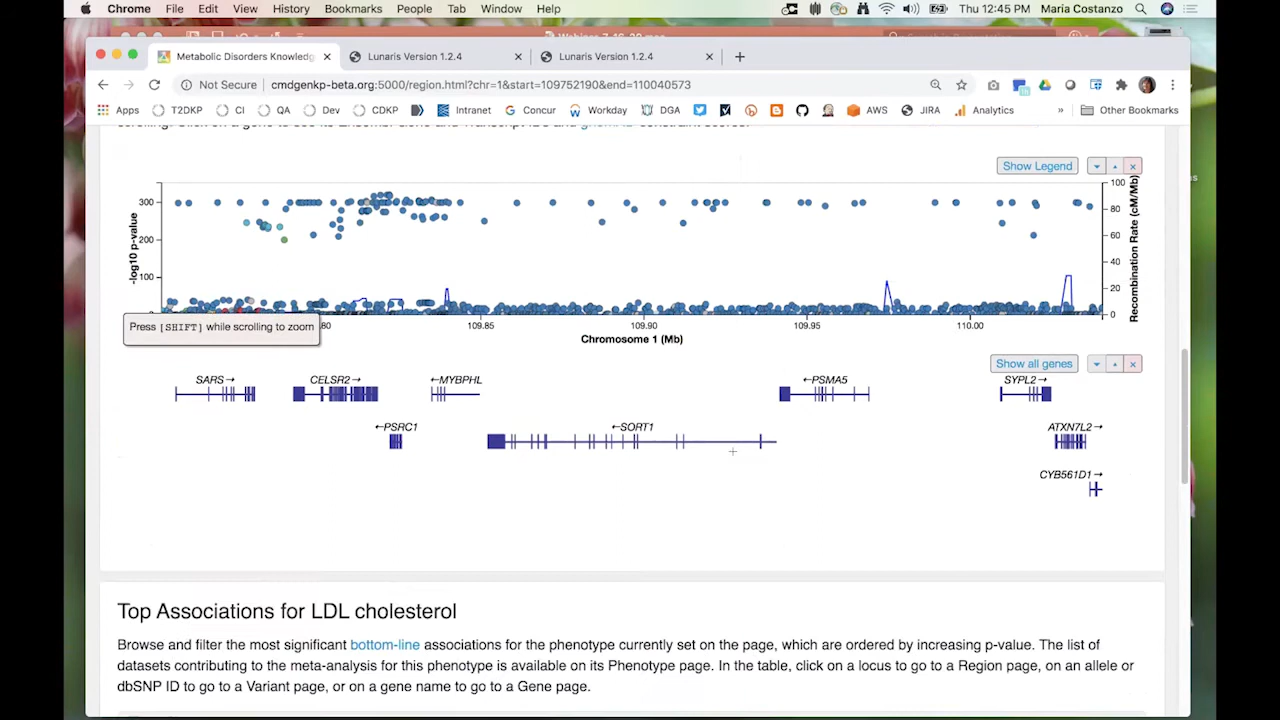 Chrome File Edit View History Bookmarks People Tab Window Help Thu 12:45 PM Maria Costanzo
Metabolic Disorders Knowledg Lunaris Version 1.2.4 Lunaris Version 1.2.4
Not Secure cmdgenkp-beta.org:5000/region.html?chr=1&start=109752190&end=110040573
Apps T2DKP CI QA Dev CDKP Intranet Concur Workday DGA AWS JIRA Analytics » Other Bookmarks
Show Legend
300
200
100
-log10 p-value
100
80
60
40
20
0
Recombination Rate (cM/Mb)
Press [SHIFT] while scrolling to zoom
80 109.85 109.90 109.95 110.00
Chromosome 1 (Mb)
Show all genes
SARS→ CELSR2→ ←MYBPHL ←PSMA5 SYPL2→
←PSRC1 ←SORT1 ATXN7L2→
CYB561D1→
Top Associations for LDL cholesterol
Browse and filter the most significant bottom-line associations for the phenotype currently set on the page, which are ordered by increasing p-value. The list of
datasets contributing to the meta-analysis for this phenotype is available on its Phenotype page. In the table, click on a locus to go to a Region page, on an allele or
dbSNP ID to go to a Variant page, or on a gene name to go to a Gene page.